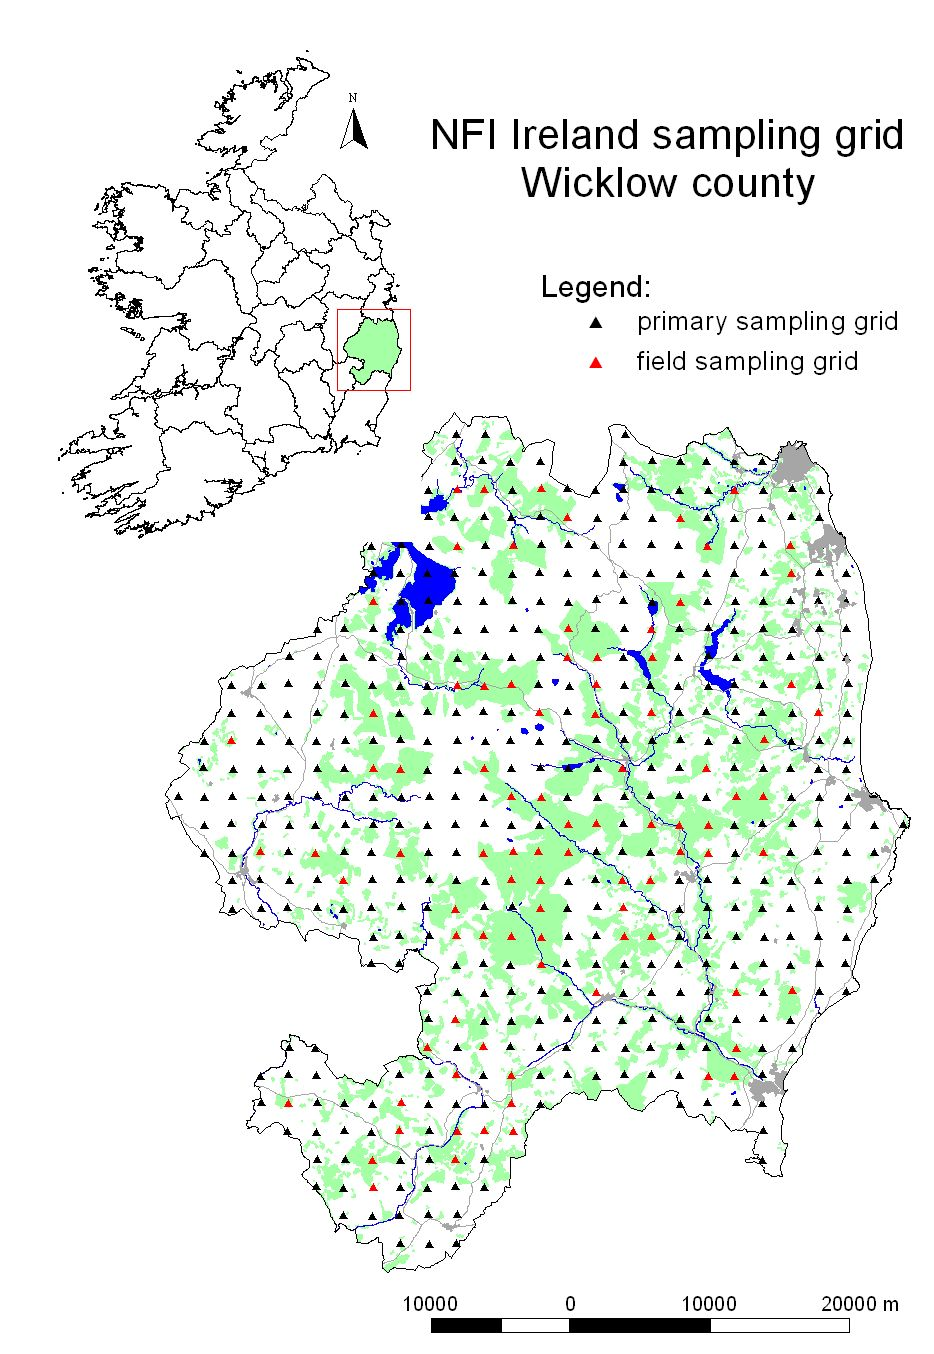 N
NFI Ireland sampling grid
Wicklow county
Legend:
primary sampling grid
field sampling grid
10000 0 10000 20000 m